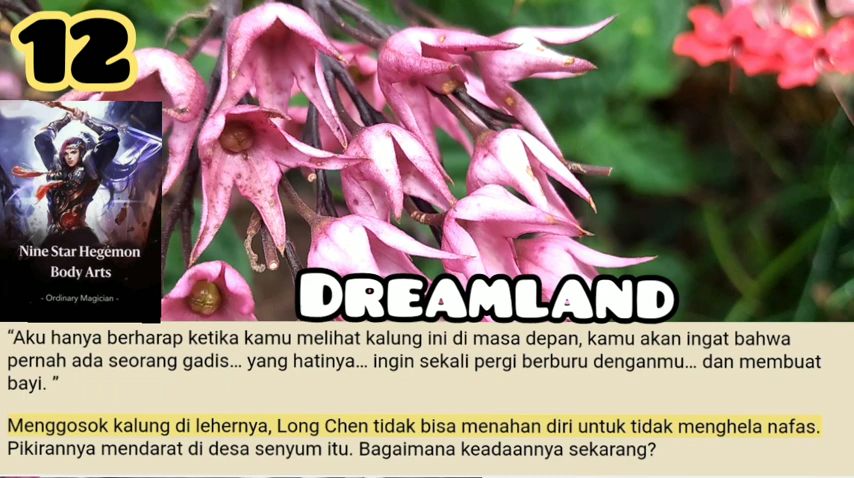 12
Nine Star Hegemon
Body Arts
- Ordinary Magician -
DREAMLAND
“Aku hanya berharap ketika kamu melihat kalung ini di masa depan, kamu akan ingat bahwa
pernah ada seorang gadis… yang hatinya… ingin sekali pergi berburu denganmu… dan membuat
bayi. ”
Menggosok kalung di lehernya, Long Chen tidak bisa menahan diri untuk tidak menghela nafas.
Pikirannya mendarat di desa senyum itu. Bagaimana keadaannya sekarang?